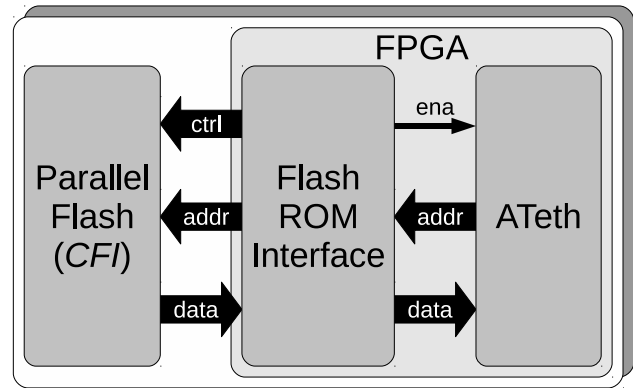 FPGA
ctrl
ena
Parallel
Flash
(CFI)
addr
Flash
ROM
Interface
addr
ATeth
data
data